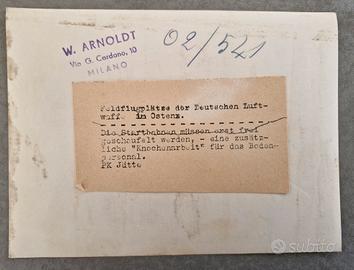 W. ARNOLDT
Via G. Cardano, 10
MILANO
02/541
Feldflugplätze der Deutschen Luft-
waffe im Osten.
Die Startbahnen müssen erst frei
geschaufelt werden, - eine zusätz-
liche "Knochenarbeit" für das Boden-
personal.
PK Jütte
subito